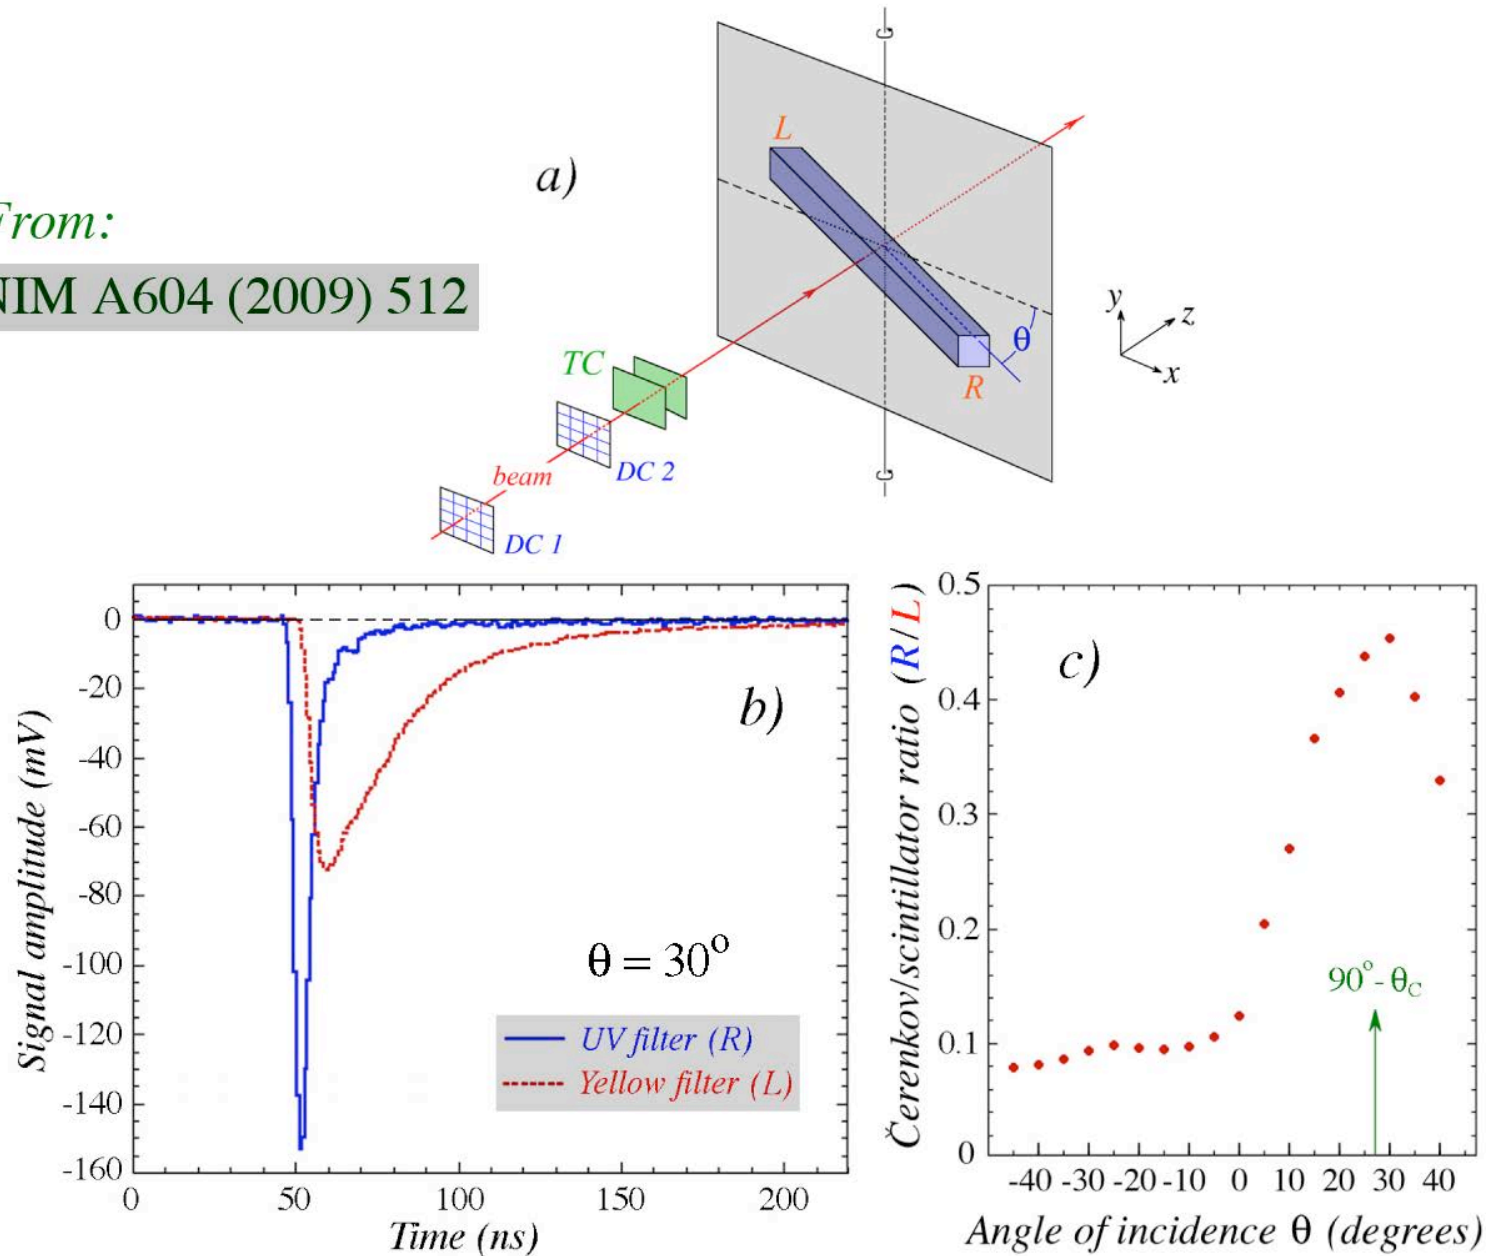 From:
NIM A604 (2009) 512
a)
L
R
θ
y
z
x
TC
DC 2
beam
DC 1
Signal amplitude (mV)
0
-20
-40
-60
-80
-100
-120
-140
-160
b)
θ = 30°
UV filter (R)
Yellow filter (L)
0 50 100 150 200
Time (ns)
Čerenkov/scintillator ratio (R/L)
0.5
0.4
0.3
0.2
0.1
0
c)
90° - θC
-40 -30 -20 -10 0 10 20 30 40
Angle of incidence θ (degrees)